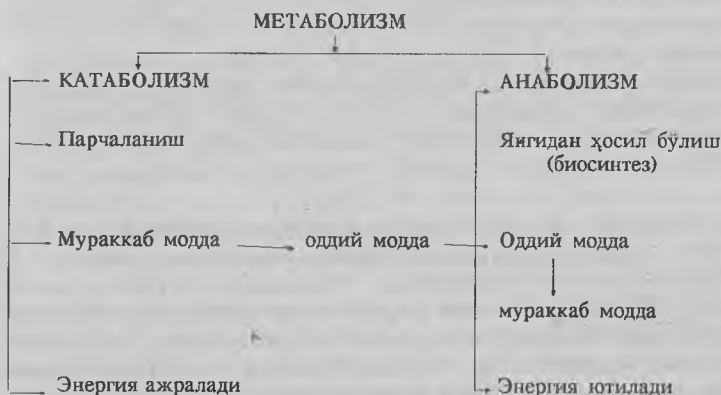 МЕТАБОЛИЗМ
КАТАБОЛИЗМ АНАБОЛИЗМ
Парчаланиш Янгидан ҳосил бўлиш
(биосинтез)
Мураккаб модда оддий модда Оддий модда
мураккаб модда
Энергия ажралади Энергия ютилади